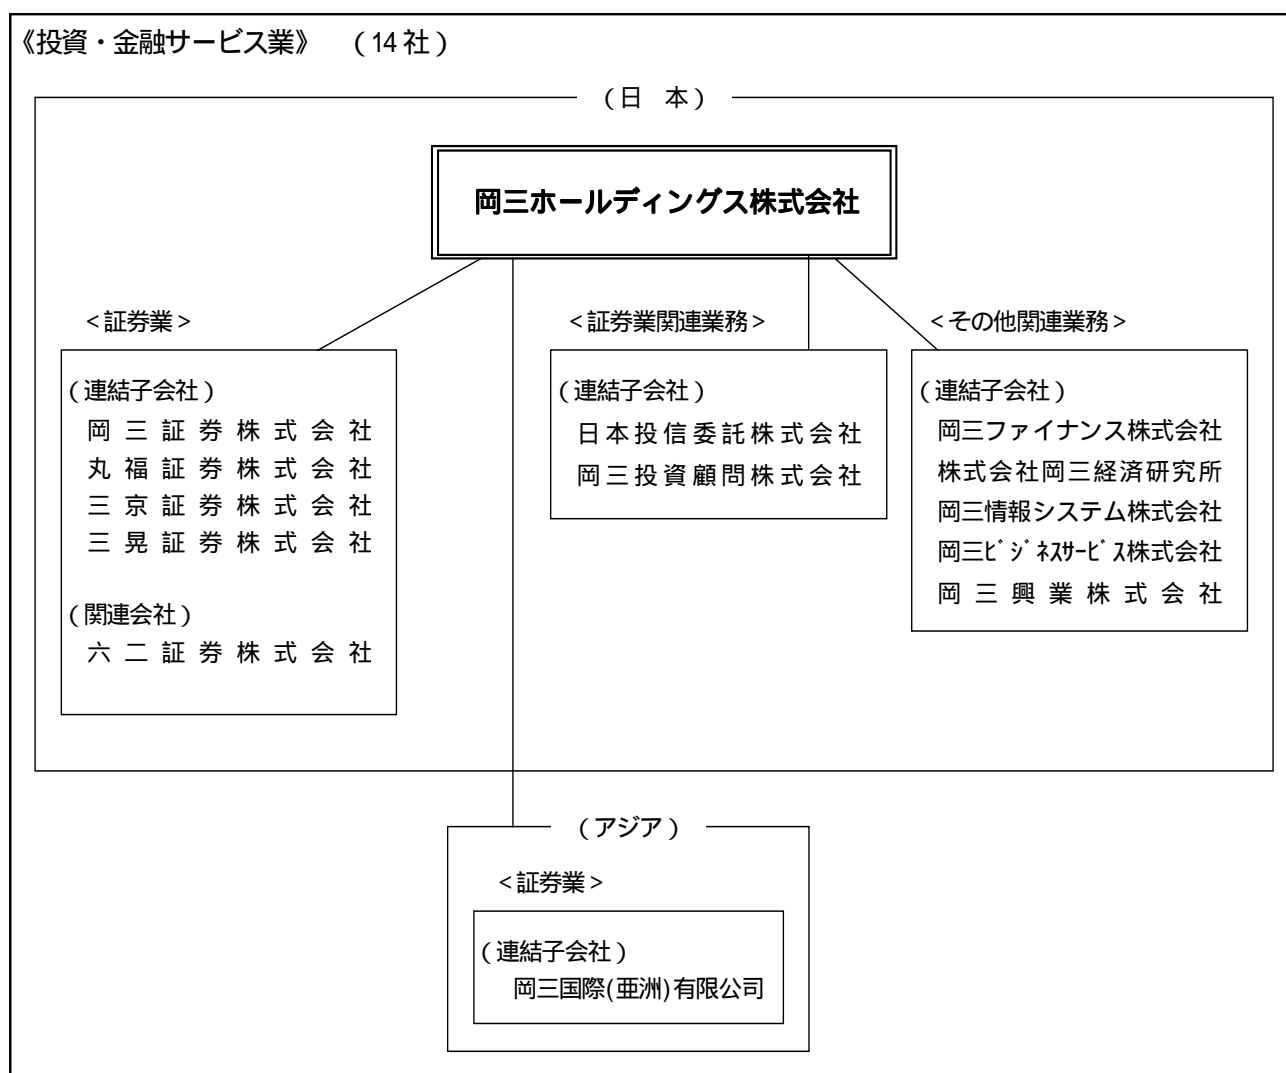 《投資・金融サービス業》 (14社)
(日 本)
岡三ホールディングス株式会社
<証券業>
(連結子会社)
岡三証券株式会社
丸福証券株式会社
三京証券株式会社
三晃証券株式会社
(関連会社)
六二証券株式会社
<証券業関連業務>
(連結子会社)
日本投信委託株式会社
岡三投資顧問株式会社
<その他関連業務>
(連結子会社)
岡三ファイナンス株式会社
株式会社岡三経済研究所
岡三情報システム株式会社
岡三ビジネスサービス株式会社
岡三興業株式会社
(アジア)
<証券業>
(連結子会社)
岡三国際(亜洲)有限公司